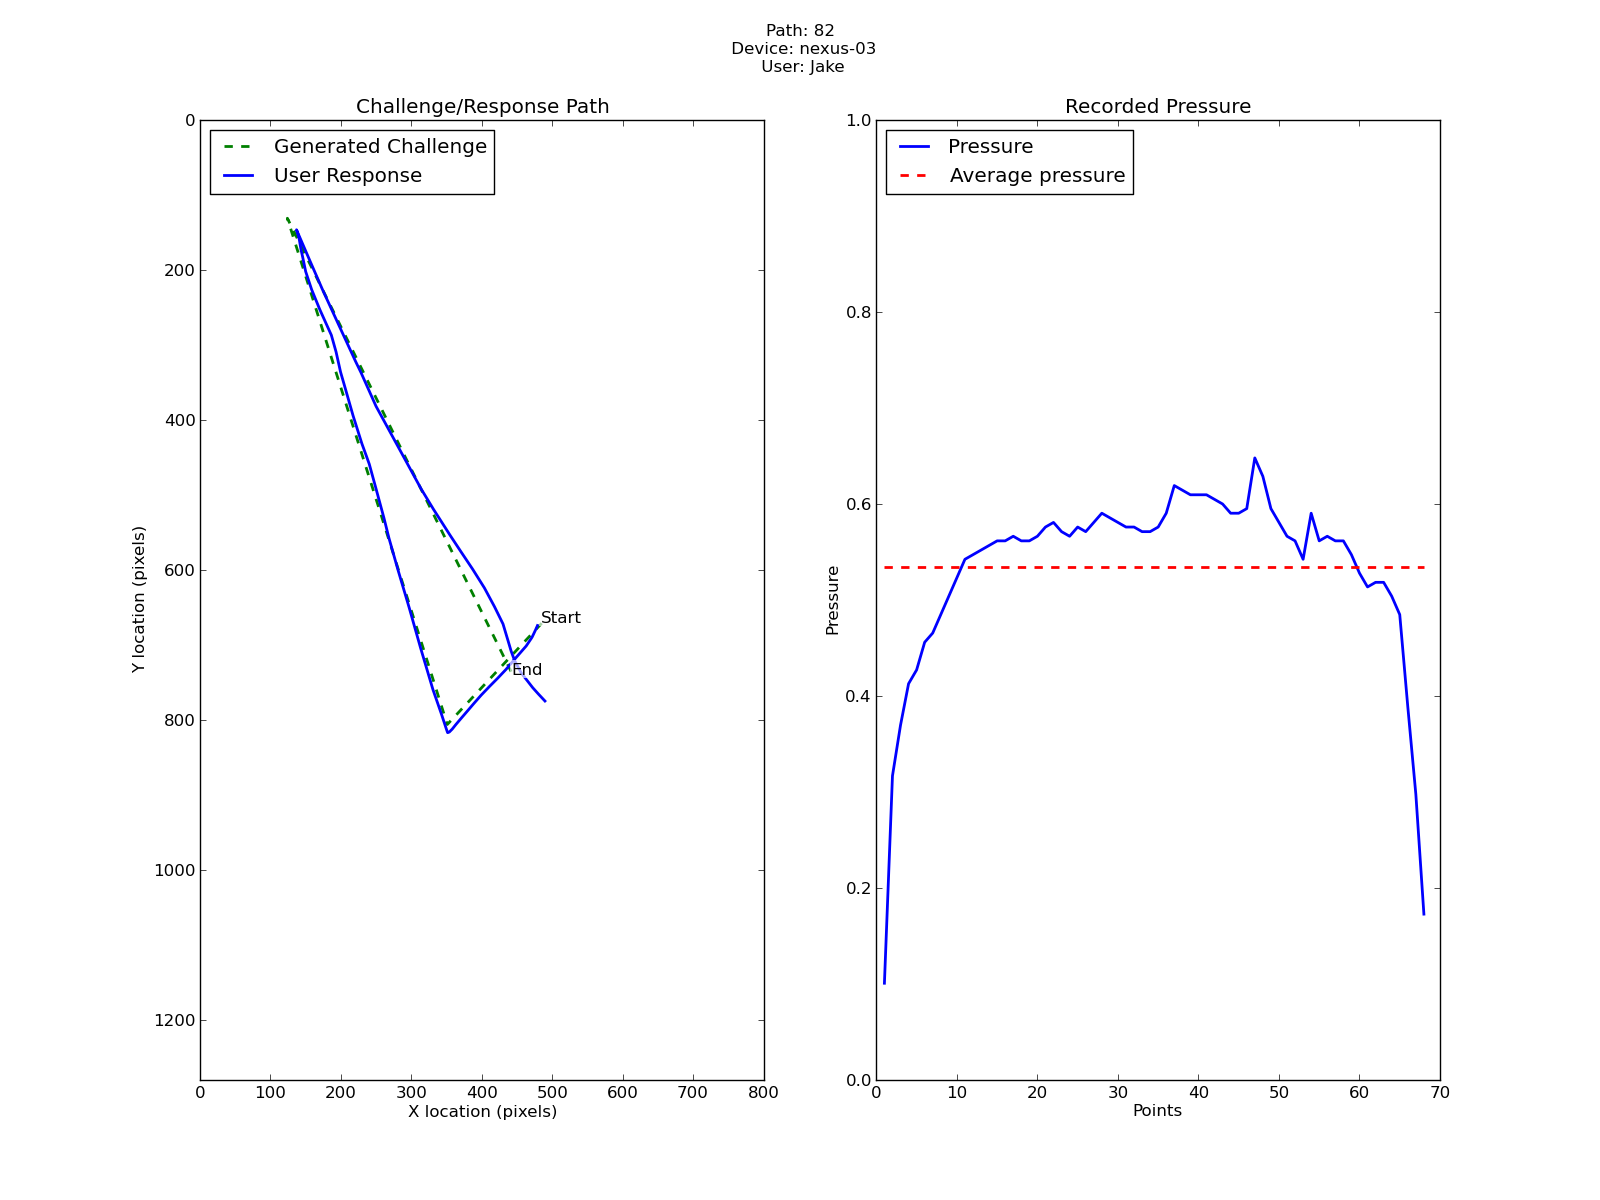 Path: 82
Device: nexus-03
User: Jake
Challenge/Response Path
Generated Challenge
User Response
0
200
400
600
800
1000
1200
Y location (pixels)
Start
End
0 100 200 300 400 500 600 700 800
X location (pixels)
Recorded Pressure
Pressure
Average pressure
1.0
0.8
0.6
0.4
0.2
0.0
Pressure
0 10 20 30 40 50 60 70
Points